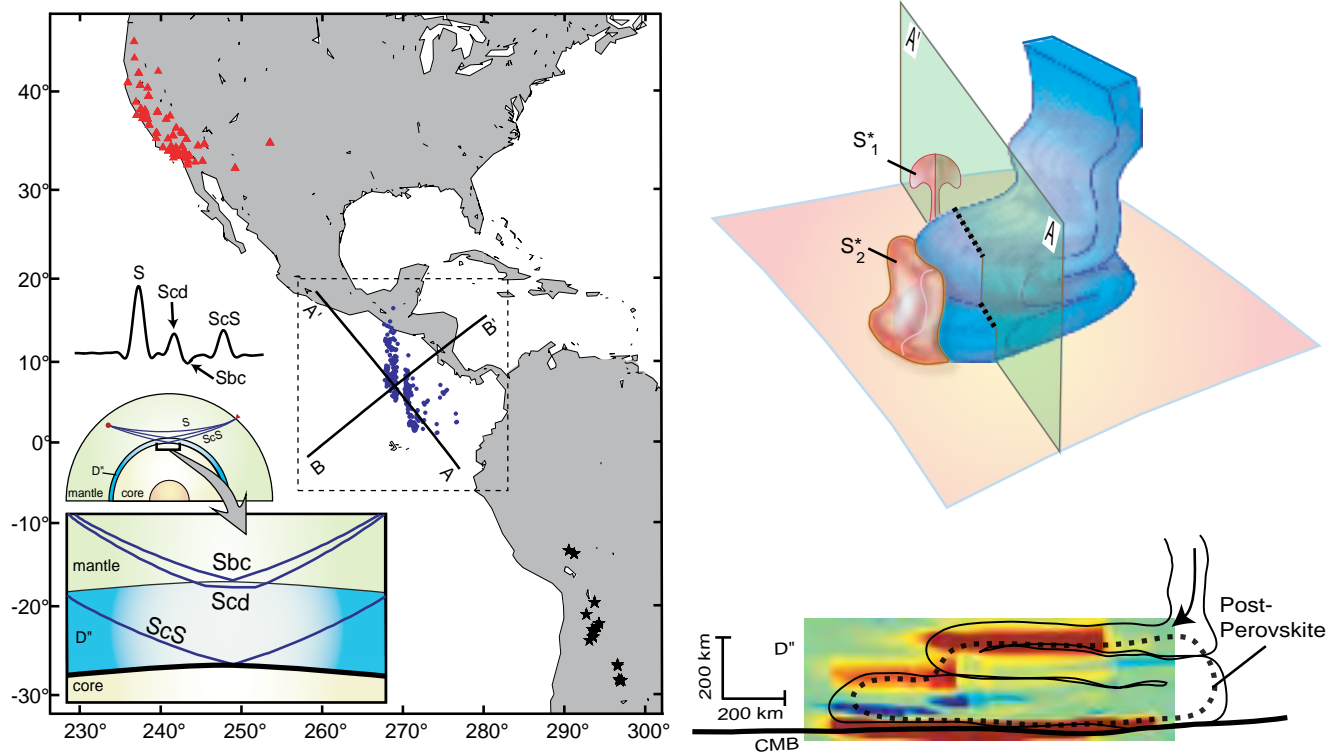 40°
30°
20°
10°
0°
-10°
-20°
-30°
230°
240°
250°
260°
270°
280°
290°
300°
S
Scd
ScS
Sbc
S
ScS
D"
mantle
core
mantle
Sbc
Scd
ScS
D"
core
A'
B'
B
A
A'
A
S*1
S*2
D"
200 km
200 km
CMB
Post-
Perovskite